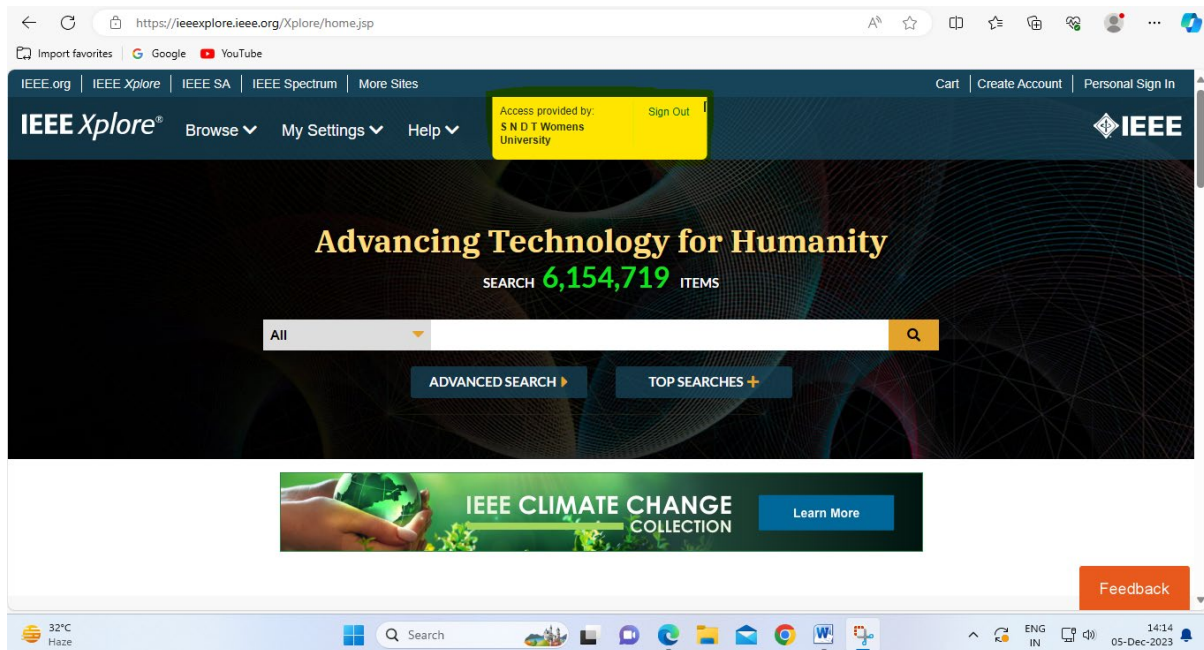 https://ieeexplore.ieee.org/Xplore/home.jsp
Import favorites Google YouTube
IEEE.org IEEE Xplore IEEE SA IEEE Spectrum More Sites Cart Create Account Personal Sign In
IEEE Xplore® Browse My Settings Help Access provided by: Sign Out IEEE
S N D T Womens
University
Advancing Technology for Humanity
SEARCH 6,154,719 ITEMS
All
ADVANCED SEARCH TOP SEARCHES +
IEEE CLIMATE CHANGE
COLLECTION
Learn More
Feedback
32°C
Haze
Search
ENG
IN
14:14
05-Dec-2023